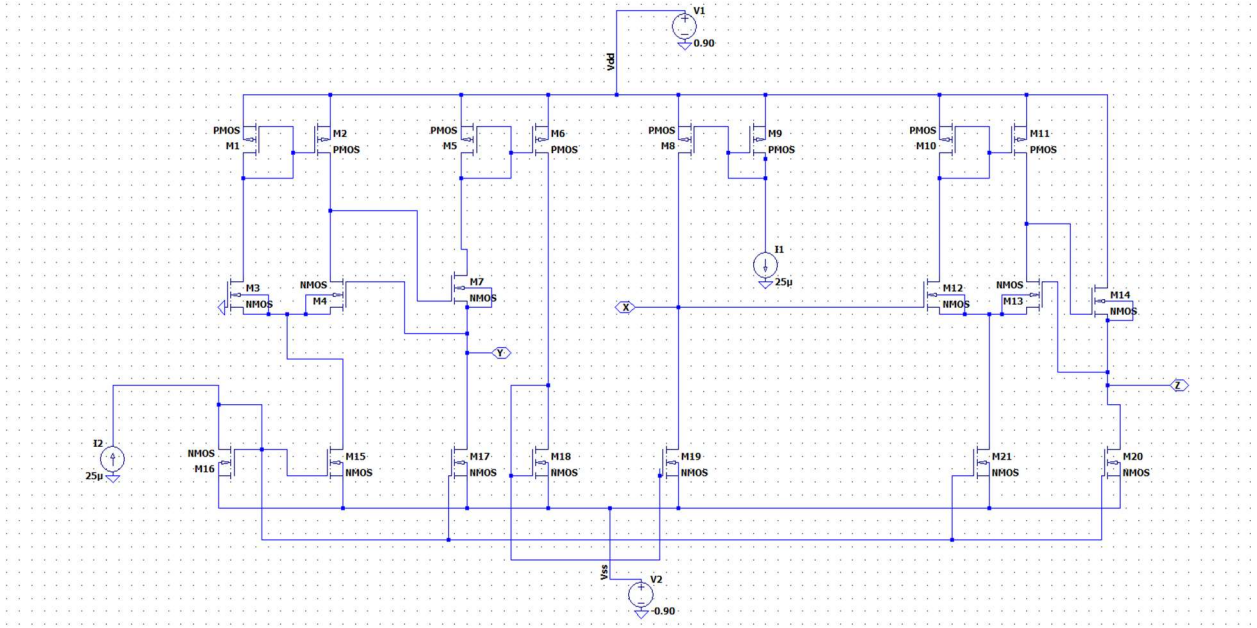 V1
0.90
Vdd
PMOS
M1
M2
PMOS
PMOS
M5
M6
PMOS
PMOS
M8
M9
PMOS
PMOS
M10
M11
PMOS
I1
25µ
M3
NMOS
NMOS
M4
M7
NMOS
X
M12
NMOS
NMOS
M13
M14
NMOS
Y
Z
I2
25µ
NMOS
M16
M15
NMOS
M17
NMOS
M18
NMOS
M19
NMOS
M21
NMOS
M20
NMOS
Vss
V2
-0.90